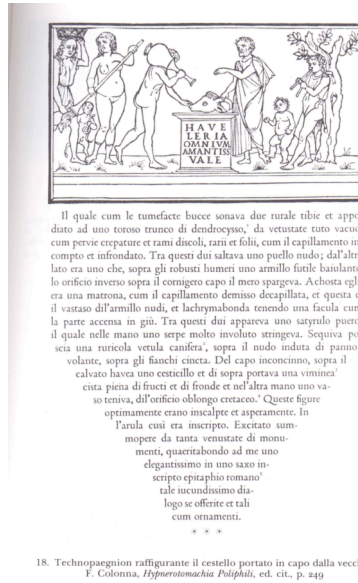 HAVE
LERIA
OMNIVM
AMANTISS
VALE
Il quale cum le tumefacte bucce sonava due rurale tibie et appo
diato ad uno toroso trunco di dendrocysso, da vetustate tuto vacuo
cum pervie crepature et rami discoli, rarii et folii, cum il capillamento in
compto et infrondato. Tra questi dui saltava uno puello nudo; dal'altr
lato era uno che, sopra gli robusti humeri uno armillo futile baiulante
lo orificio inverso sopra il cornigero capo il mero spargeva. Achosta egli
era una matrona, cum il capillamento demisso decapillata, et questa e
il vastaso dil'armillo nudi, et lachrymabonda tenendo una facula cum
la parte accensa in giù. Tra questi dui appareva uno satyrulo puero
il quale nelle mano uno serpe molto involuto stringeva. Sequiva po
scia una ruricola vetula canifera, sopra il nudo induta di panno
volante, sopra gli fianchi cincta. Del capo inconcinno, sopra il
calvato havea uno cesticillo et di sopra portava una viminea
cista piena di fructi et di fronde et nel'altra mano uno va-
so teniva, dil'orificio oblongo cretaceo. Queste figure
optimamente erano inscalpte et asperamente. In
l'arula cusi era inscripto. Excitato sum-
mopere da tanta venustate di monu-
menti, quaeritabondo ad me uno
elegantissimo in uno saxo in-
scripto epitaphio romano
tale iucundissimo dia-
logo se offerite et tali
cum ornamenti.
* * *
18. Technopaegnion raffigurante il cestello portato in capo dalla vecc
F. Colonna, Hypnerotomachia Poliphili, ed. cit., p. 249